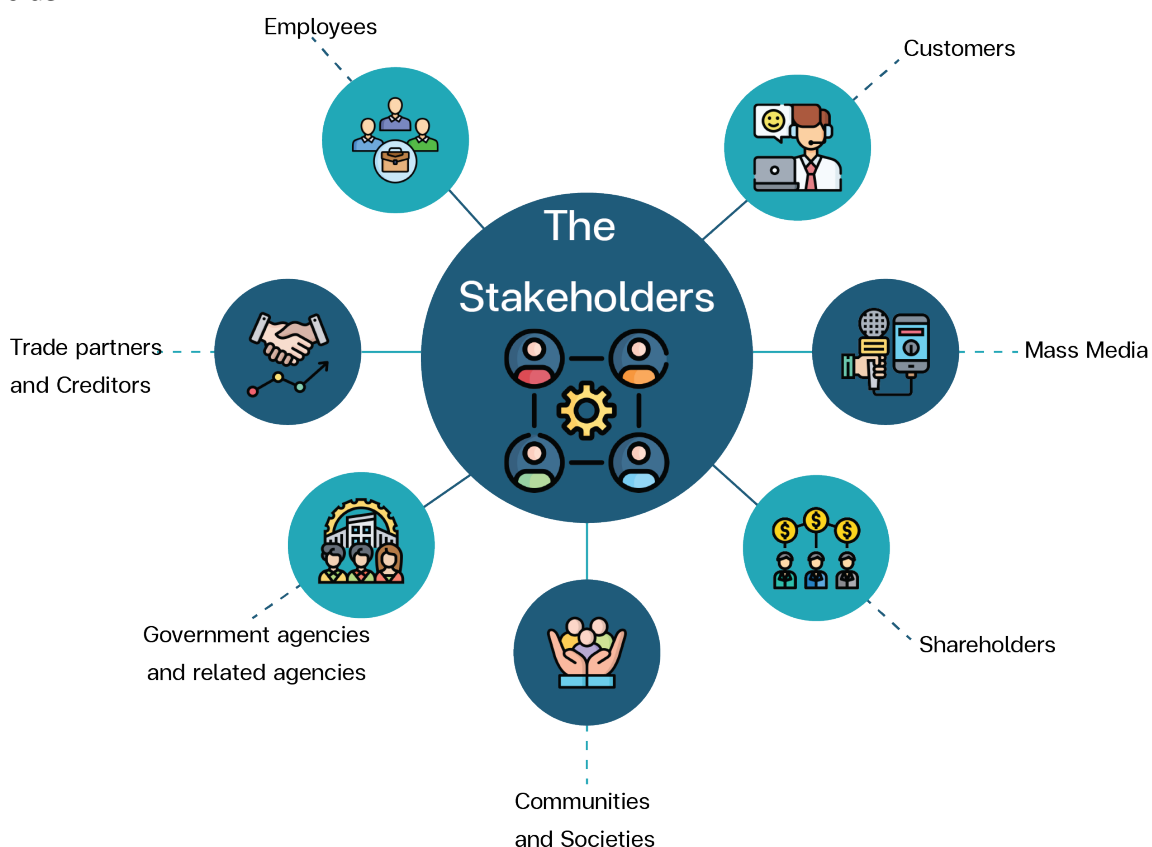 Employees
Customers
The
Stakeholders
Trade partners
and Creditors
Mass Media
Government agencies
and related agencies
Shareholders
Communities
and Societies